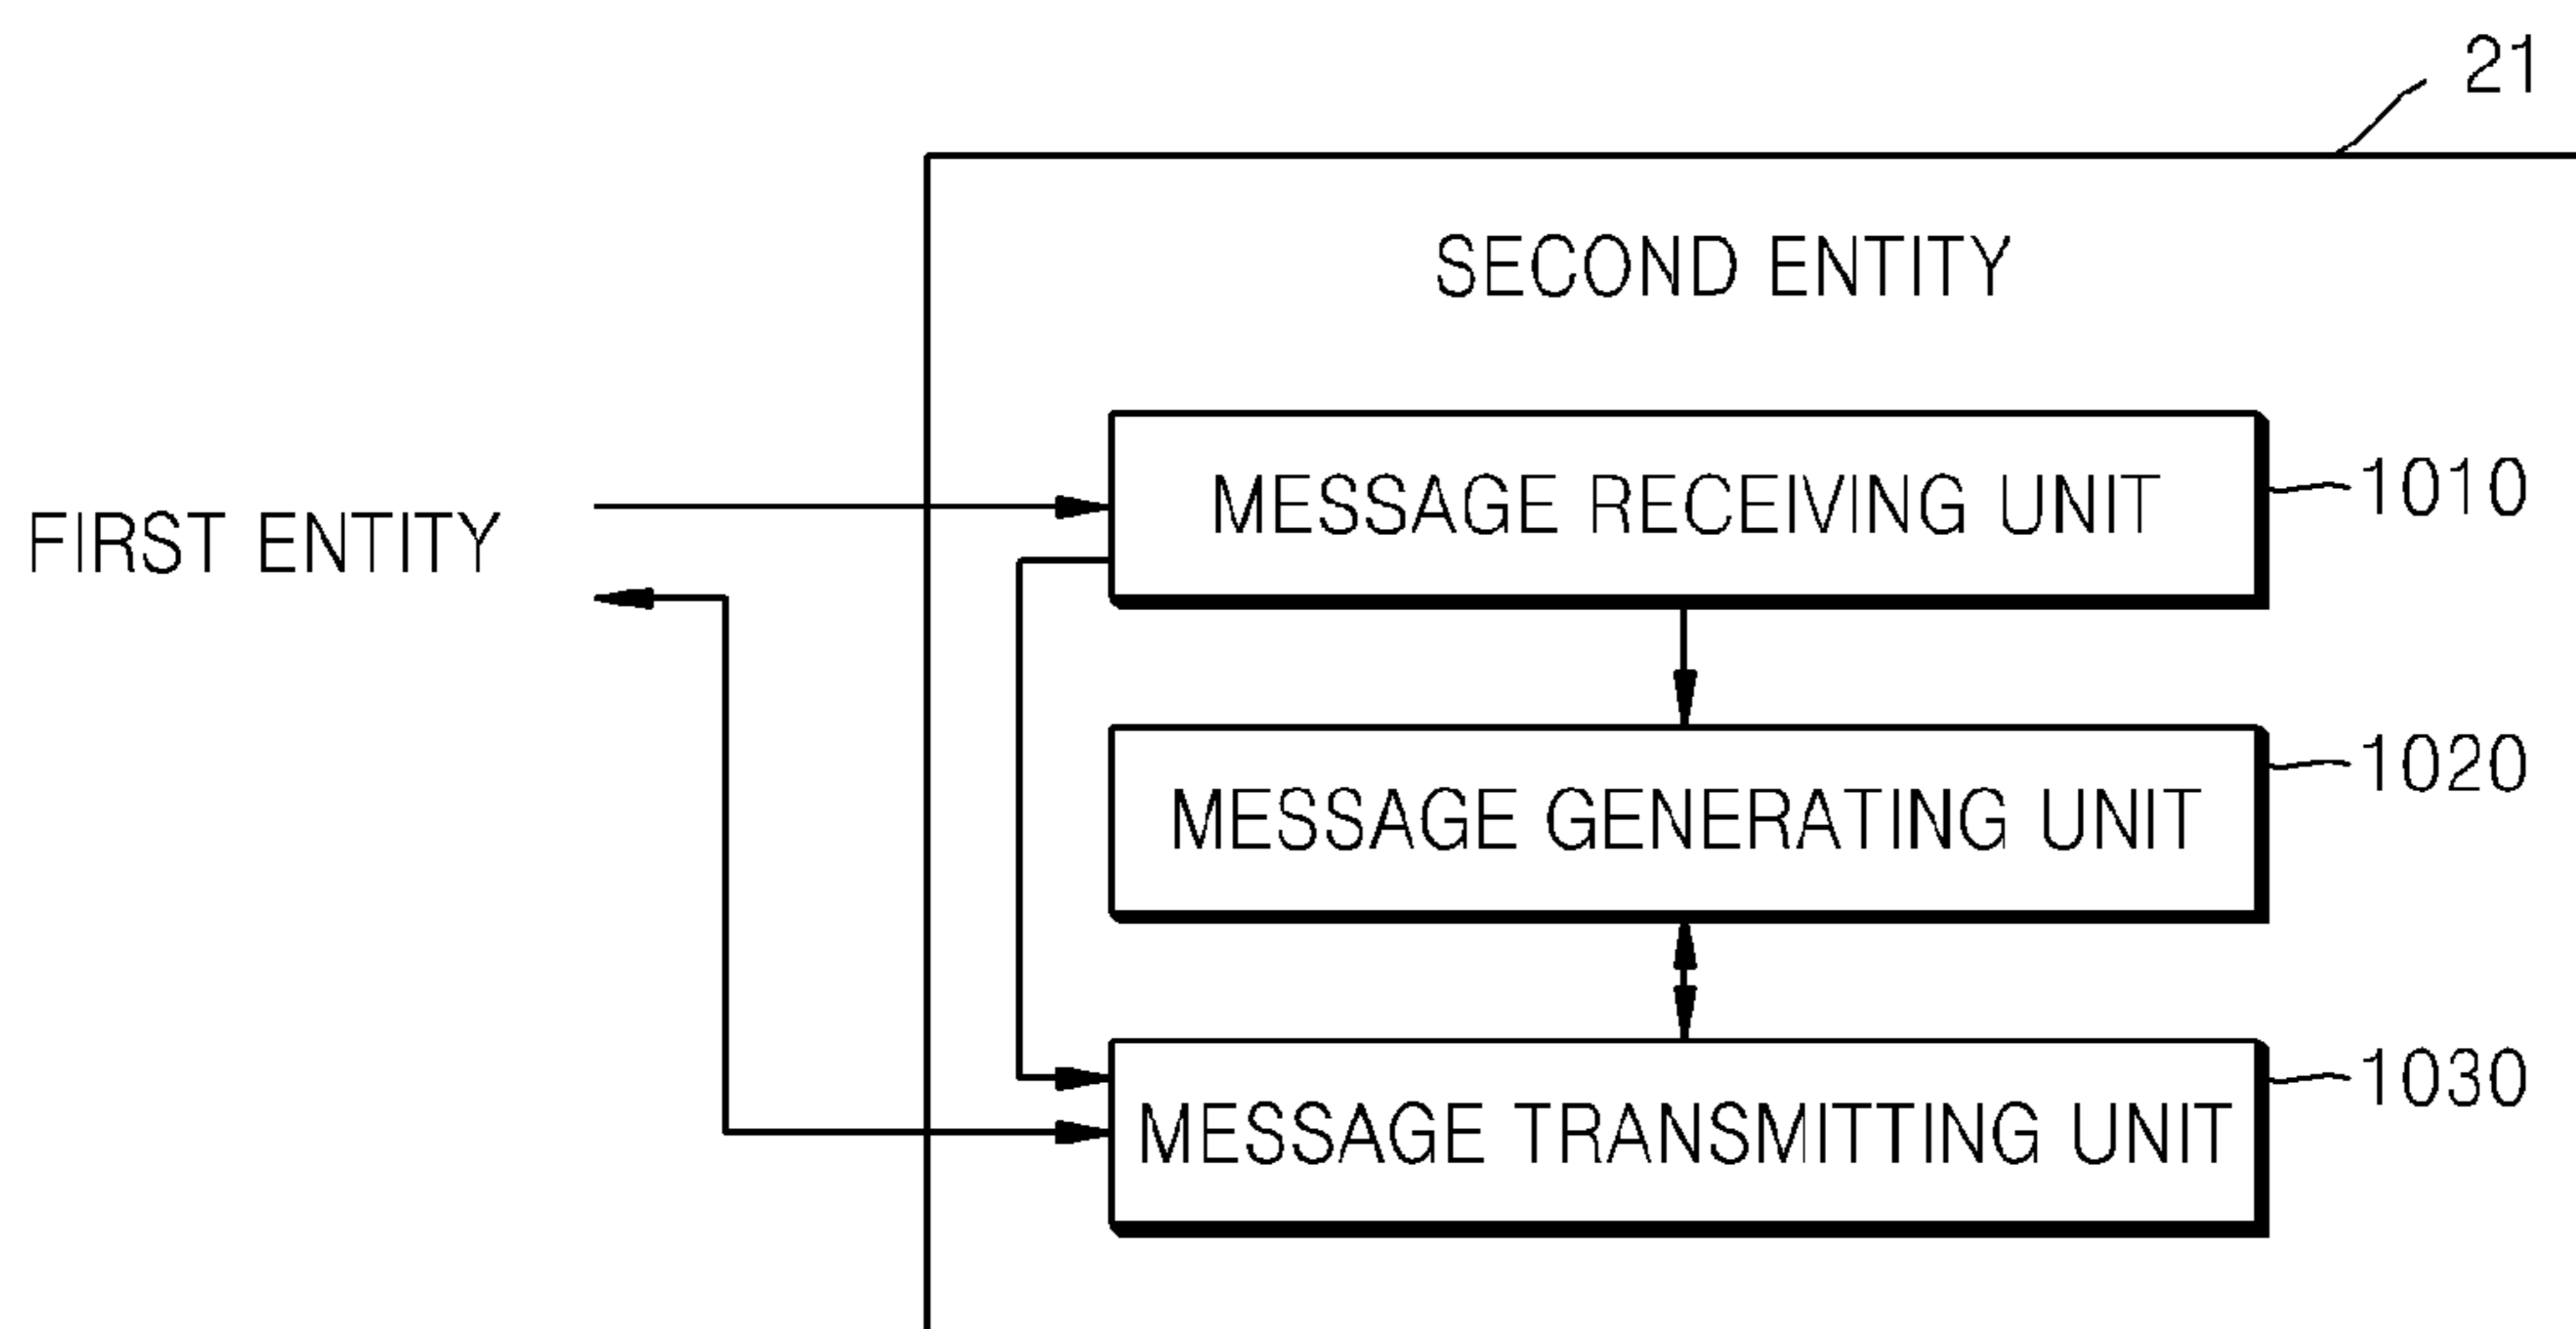 21
SECOND ENTITY
MESSAGE RECEIVING UNIT
1010
FIRST ENTITY
MESSAGE GENERATING UNIT
1020
MESSAGE TRANSMITTING UNIT
1030